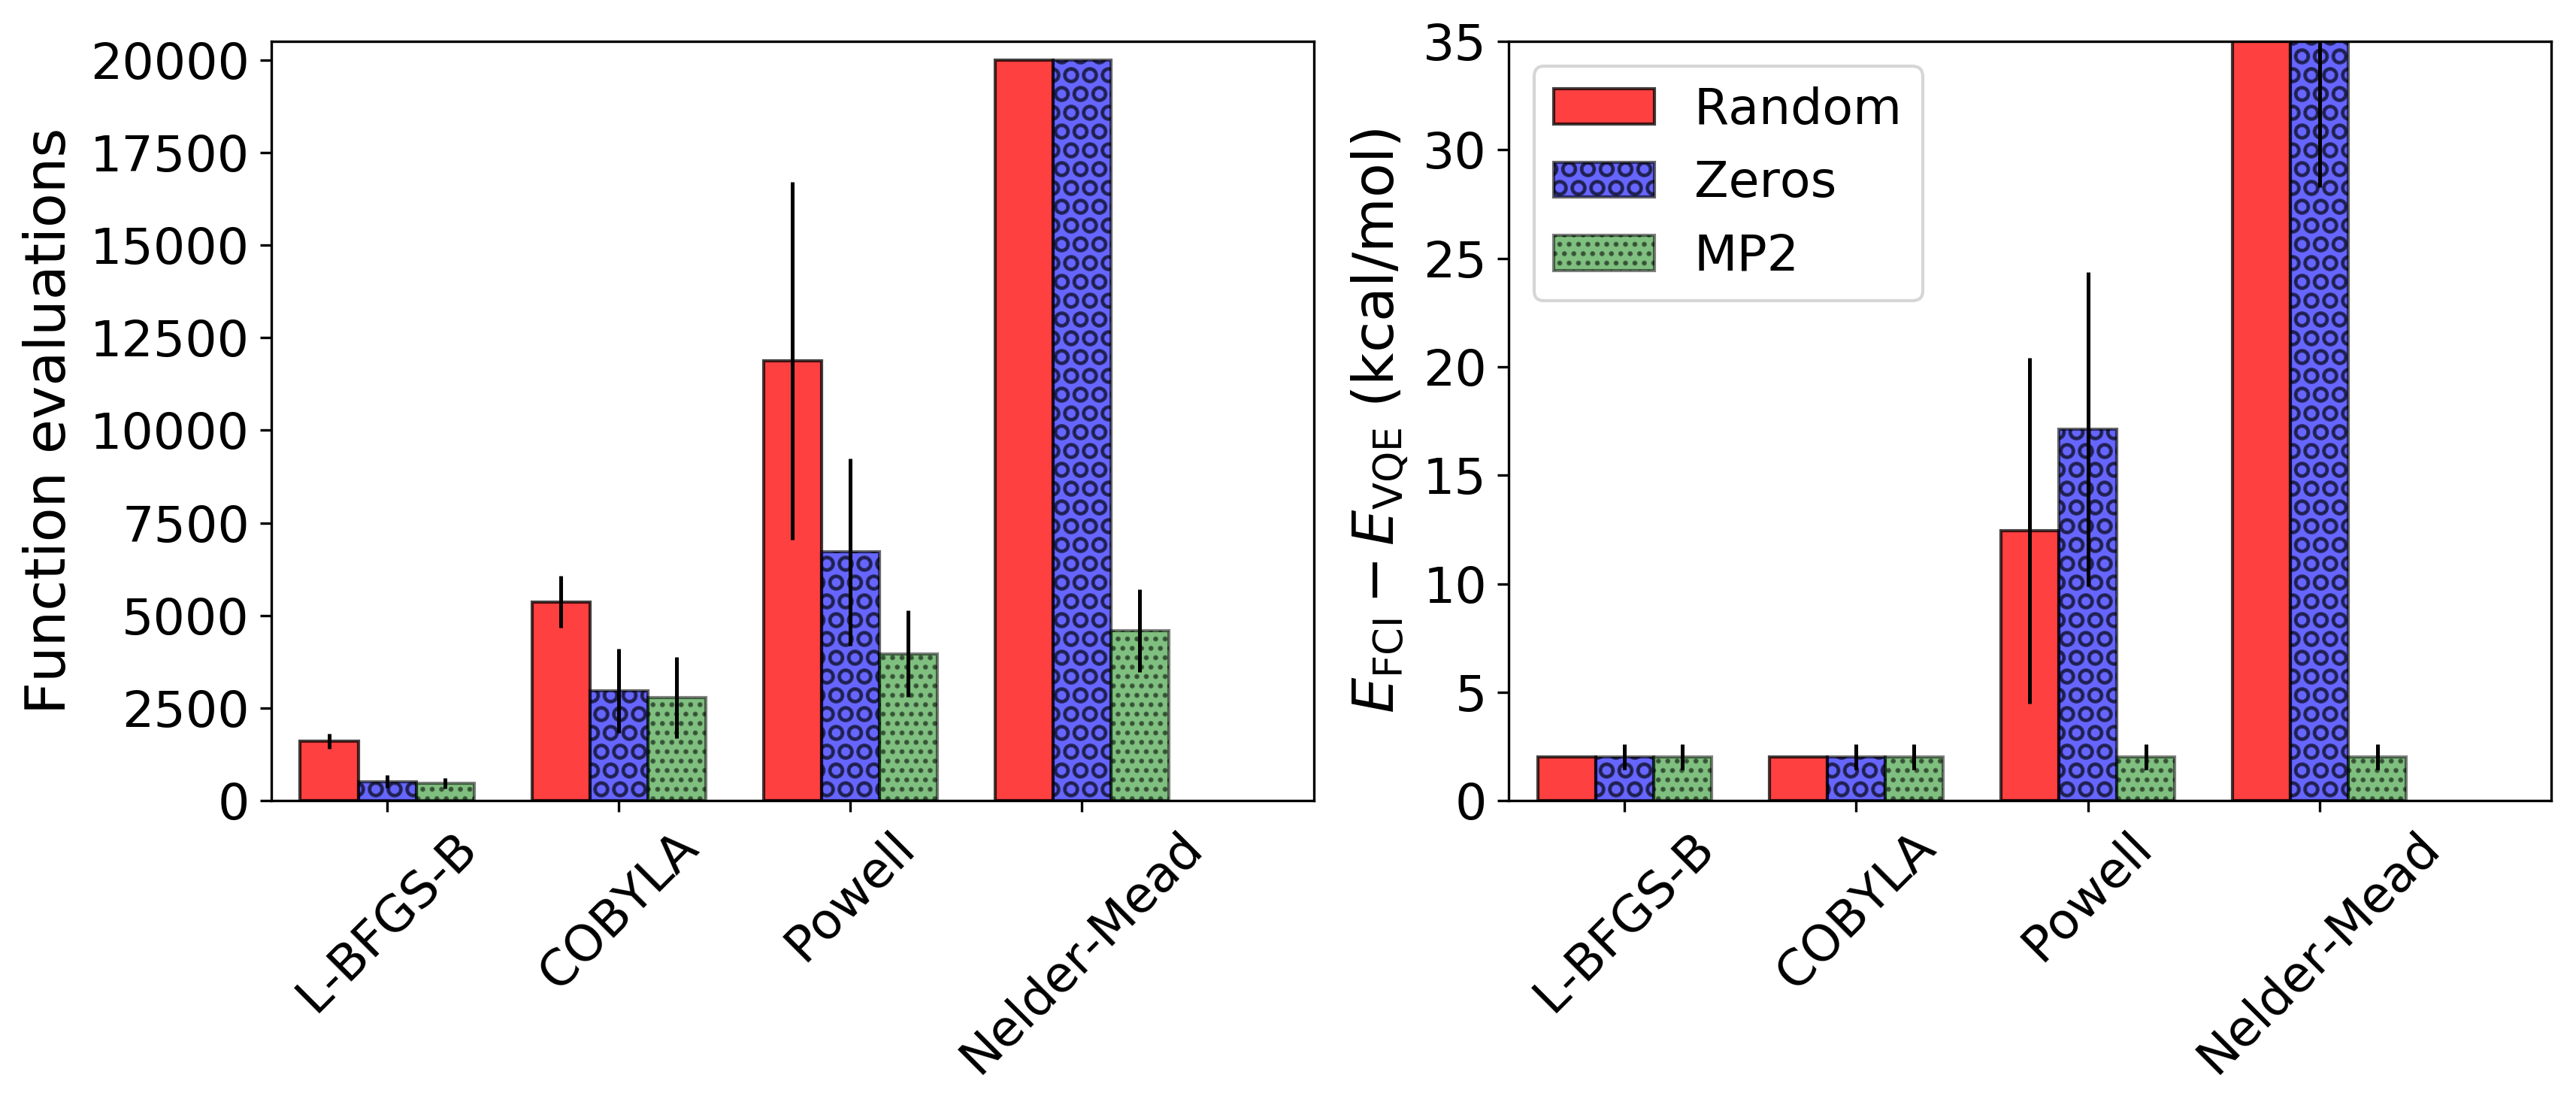 Function evaluations
20000
17500
15000
12500
10000
7500
5000
2500
0
L-BFGS-B
COBYLA
Powell
Nelder-Mead
E_FCI − E_VQE (kcal/mol)
35
30
25
20
15
10
5
0
Random
Zeros
MP2
L-BFGS-B
COBYLA
Powell
Nelder-Mead